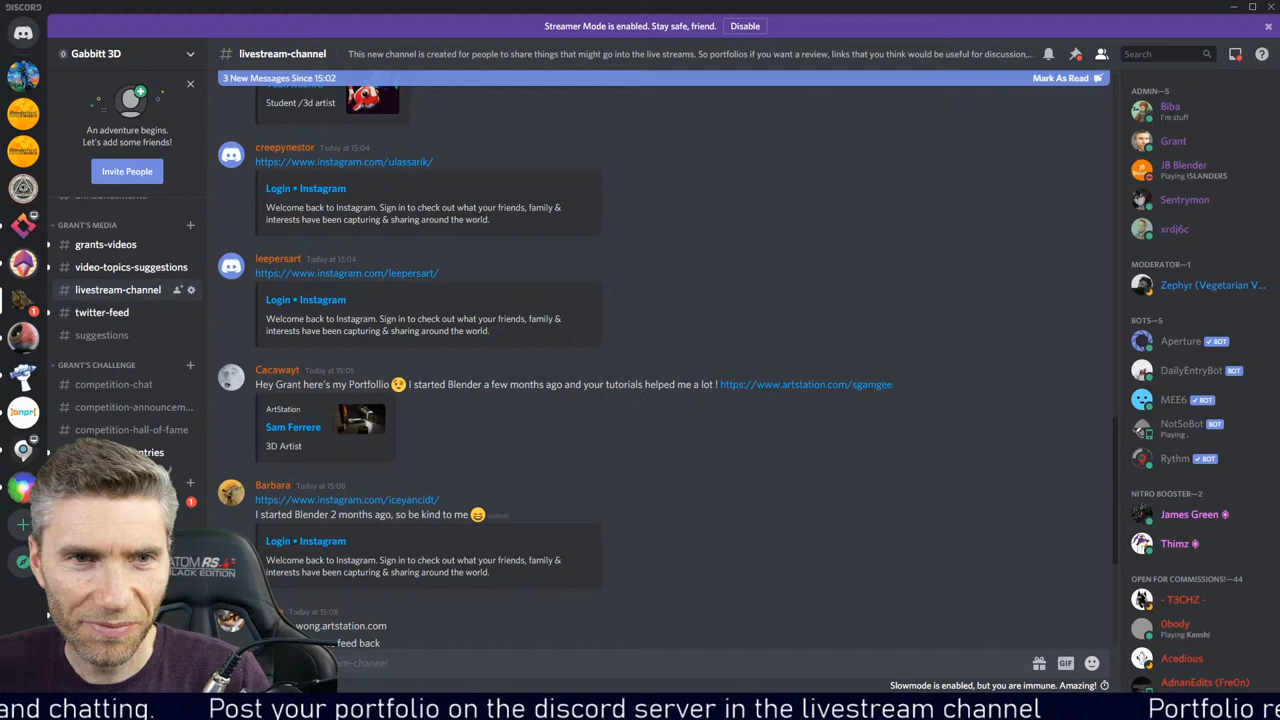 DISCORD
Streamer Mode is enabled. Stay safe, friend. Disable
Gabbitt 3D
# livestream-channel This new channel is created for people to share things that might go into the live streams. So portfolios if you want a review, links that you think would be useful for discussion,...
Search
3 New Messages Since 15:02 Mark As Read
An adventure begins.
Let's add some friends!
Invite People
announcements
GRANT'S MEDIA
# grants-videos
# video-topics-suggestions
# livestream-channel
# twitter-feed
# suggestions
GRANT'S CHALLENGE
# competition-chat
# competition-announcem...
# competition-hall-of-fame
ntries
1
1
Student /3d artist
creepynestor Today at 15:04
https://www.instagram.com/ulassarik/
Login • Instagram
Welcome back to Instagram. Sign in to check out what your friends, family &
interests have been capturing & sharing around the world.
leepersart Today at 15:04
https://www.instagram.com/leepersart/
Login • Instagram
Welcome back to Instagram. Sign in to check out what your friends, family &
interests have been capturing & sharing around the world.
Cacawayt Today at 15:05
Hey Grant here's my Portfollio 😉 I started Blender a few months ago and your tutorials helped me a lot ! https://www.artstation.com/sgamgee
ArtStation
Sam Ferrere
3D Artist
Barbara Today at 15:08
https://www.instagram.com/iceyancidt/
I started Blender 2 months ago, so be kind to me 😄 (edited)
Login • Instagram
Welcome back to Instagram. Sign in to check out what your friends, family &
interests have been capturing & sharing around the world.
Today at 15:08
wong.artstation.com
feed back
am-channel
GIF
Slowmode is enabled, but you are immune. Amazing!
ADMIN—5
Biba
I'm stuff
Grant
JB Blender
Playing ISLANDERS
Sentrymon
xrdj6c
MODERATOR—1
Zephyr (Vegetarian V...
BOTS—5
Aperture ✓BOT
DailyEntryBot BOT
MEE6 ✓BOT
NotSoBot ✓BOT
Playing .
Rythm ✓BOT
NITRO BOOSTER—2
James Green
Thimz
OPEN FOR COMMISSIONS!—44
- T3CHZ -
0body
Playing Kenshi
Acedious
AdnanEdits (Fre0n)
ATOM RS
BLACK EDITION
and chatting. Post your portfolio on the discord server in the livestream channel Portfolio re